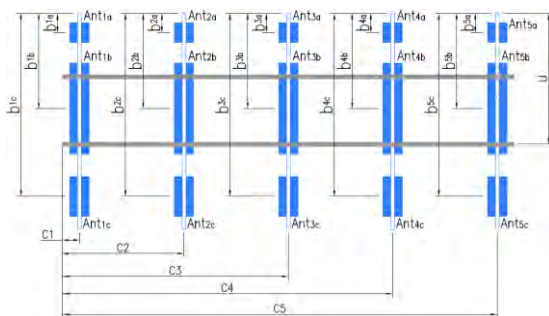 b1a
b2a
b3a
b4a
b5a
Ant1a
Ant2a
Ant3a
Ant4a
Ant5a
b1b
b2b
b3b
b4b
b5b
Ant1b
Ant2b
Ant3b
Ant4b
Ant5b
u
b1c
b2c
b3c
b4c
b5c
Ant1c
Ant2c
Ant3c
Ant4c
Ant5c
C1
C2
C3
C4
C5